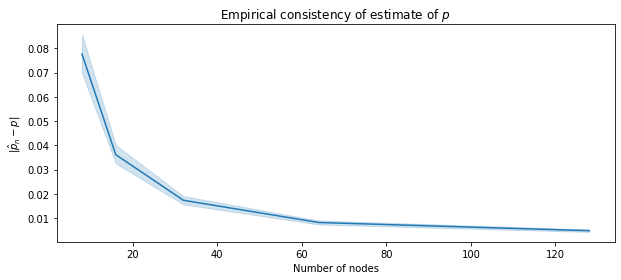 Empirical consistency of estimate of p
|p̂ₙ − p|
0.08
0.07
0.06
0.05
0.04
0.03
0.02
0.01
20 40 60 80 100 120
Number of nodes